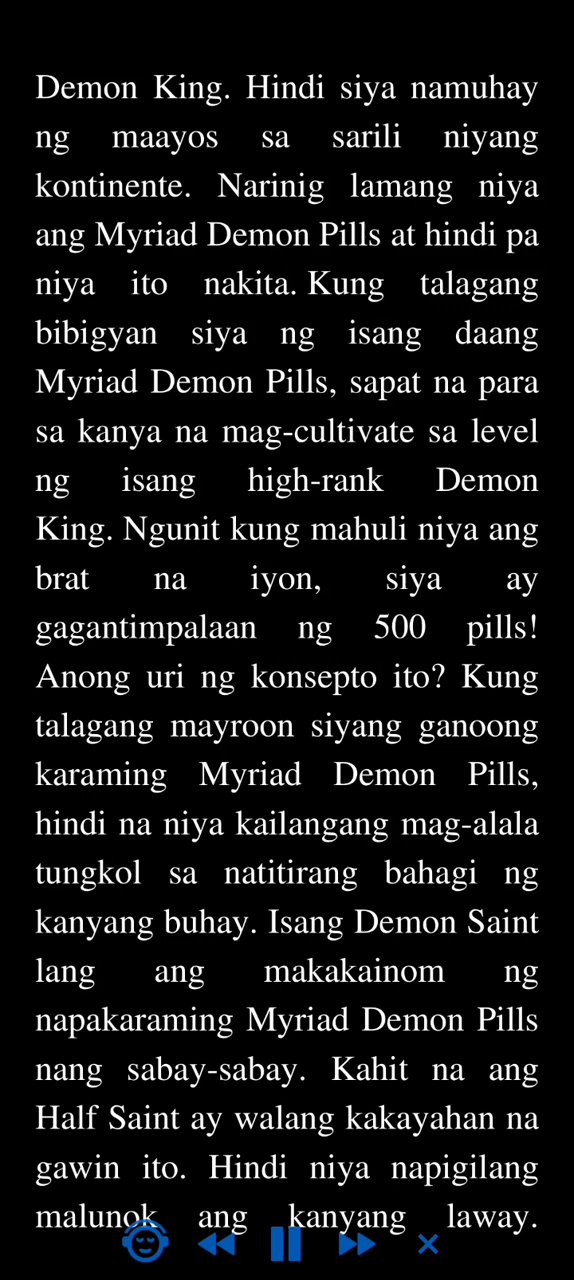 Demon King. Hindi siya namuhay
ng maayos sa sarili niyang
kontinente. Narinig lamang niya
ang Myriad Demon Pills at hindi pa
niya ito nakita. Kung talagang
bibigyan siya ng isang daang
Myriad Demon Pills, sapat na para
sa kanya na mag-cultivate sa level
ng isang high-rank Demon
King. Ngunit kung mahuli niya ang
brat na iyon, siya ay
gagantimpalaan ng 500 pills!
Anong uri ng konsepto ito? Kung
talagang mayroon siyang ganoong
karaming Myriad Demon Pills,
hindi na niya kailangang mag-alala
tungkol sa natitirang bahagi ng
kanyang buhay. Isang Demon Saint
lang ang makakainom ng
napakaraming Myriad Demon Pills
nang sabay-sabay. Kahit na ang
Half Saint ay walang kakayahan na
gawin ito. Hindi niya napigilang
malunok ang kanyang laway.